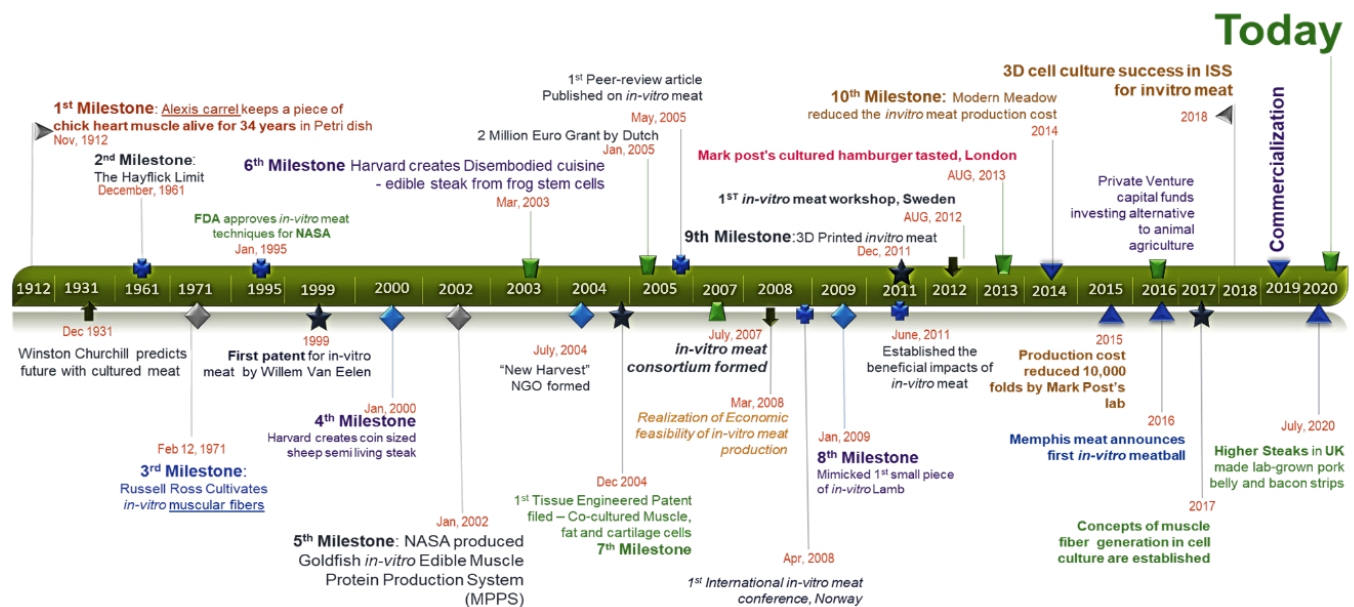 Today
1st Milestone: Alexis carrel keeps a piece of
chick heart muscle alive for 34 years in Petri dish
Nov, 1912
2nd Milestone:
The Hayflick Limit
December, 1961
FDA approves in-vitro meat
techniques for NASA
Jan, 1995
6th Milestone Harvard creates Disembodied cuisine
- edible steak from frog stem cells
Mar, 2003
2 Million Euro Grant by Dutch
Jan, 2005
1st Peer-review article
Published on in-vitro meat
May, 2005
9th Milestone:3D Printed invitro meat
Dec, 2011
1ST in-vitro meat workshop, Sweden
AUG, 2012
Mark post's cultured hamburger tasted, London
AUG, 2013
10th Milestone: Modern Meadow
reduced the invitro meat production cost
2014
Private Venture
capital funds
investing alternative
to animal
agriculture
3D cell culture success in ISS
for invitro meat
2018
Commercialization
1912 1931 1961 1971 1995 1999 2000 2002 2003 2004 2005 2007 2008 2009 2011 2012 2013 2014 2015 2016 2017 2018 2019 2020
Dec 1931
Winston Churchill predicts
future with cultured meat
Feb 12, 1971
3rd Milestone:
Russell Ross Cultivates
in-vitro muscular fibers
1999
First patent for in-vitro
meat by Willem Van Eelen
Jan, 2000
4th Milestone
Harvard creates coin sized
sheep semi living steak
Jan, 2002
5th Milestone: NASA produced
Goldfish in-vitro Edible Muscle
Protein Production System
(MPPS)
July, 2004
“New Harvest”
NGO formed
Dec 2004
1st Tissue Engineered Patent
filed – Co-cultured Muscle,
fat and cartilage cells
7th Milestone
July, 2007
in-vitro meat
consortium formed
Mar, 2008
Realization of Economic
feasibility of in-vitro meat
production
Apr, 2008
1st International in-vitro meat
conference, Norway
Jan, 2009
8th Milestone
Mimicked 1st small piece
of in-vitro Lamb
June, 2011
Established the
beneficial impacts of
in-vitro meat
2015
Production cost
reduced 10,000
folds by Mark Post's
lab
2016
Memphis meat announces
first in-vitro meatball
2017
Concepts of muscle
fiber generation in cell
culture are established
July, 2020
Higher Steaks in UK
made lab-grown pork
belly and bacon strips